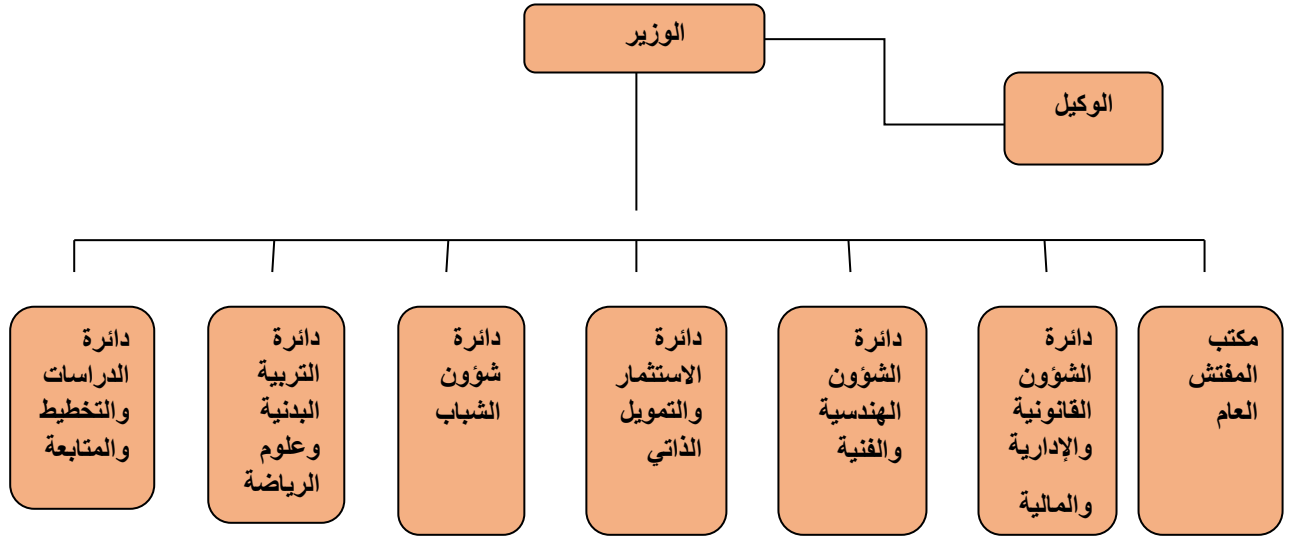 الوزير
الوكيل
مكتب
المفتش
العام
دائرة
الشؤون
القانونية
والإدارية
والمالية
دائرة
الشؤون
الهندسية
والفنية
دائرة
الاستثمار
والتمويل
الذاتي
دائرة
شؤون
الشباب
دائرة
التربية
البدنية
وعلوم
الرياضة
دائرة
الدراسات
والتخطيط
والمتابعة